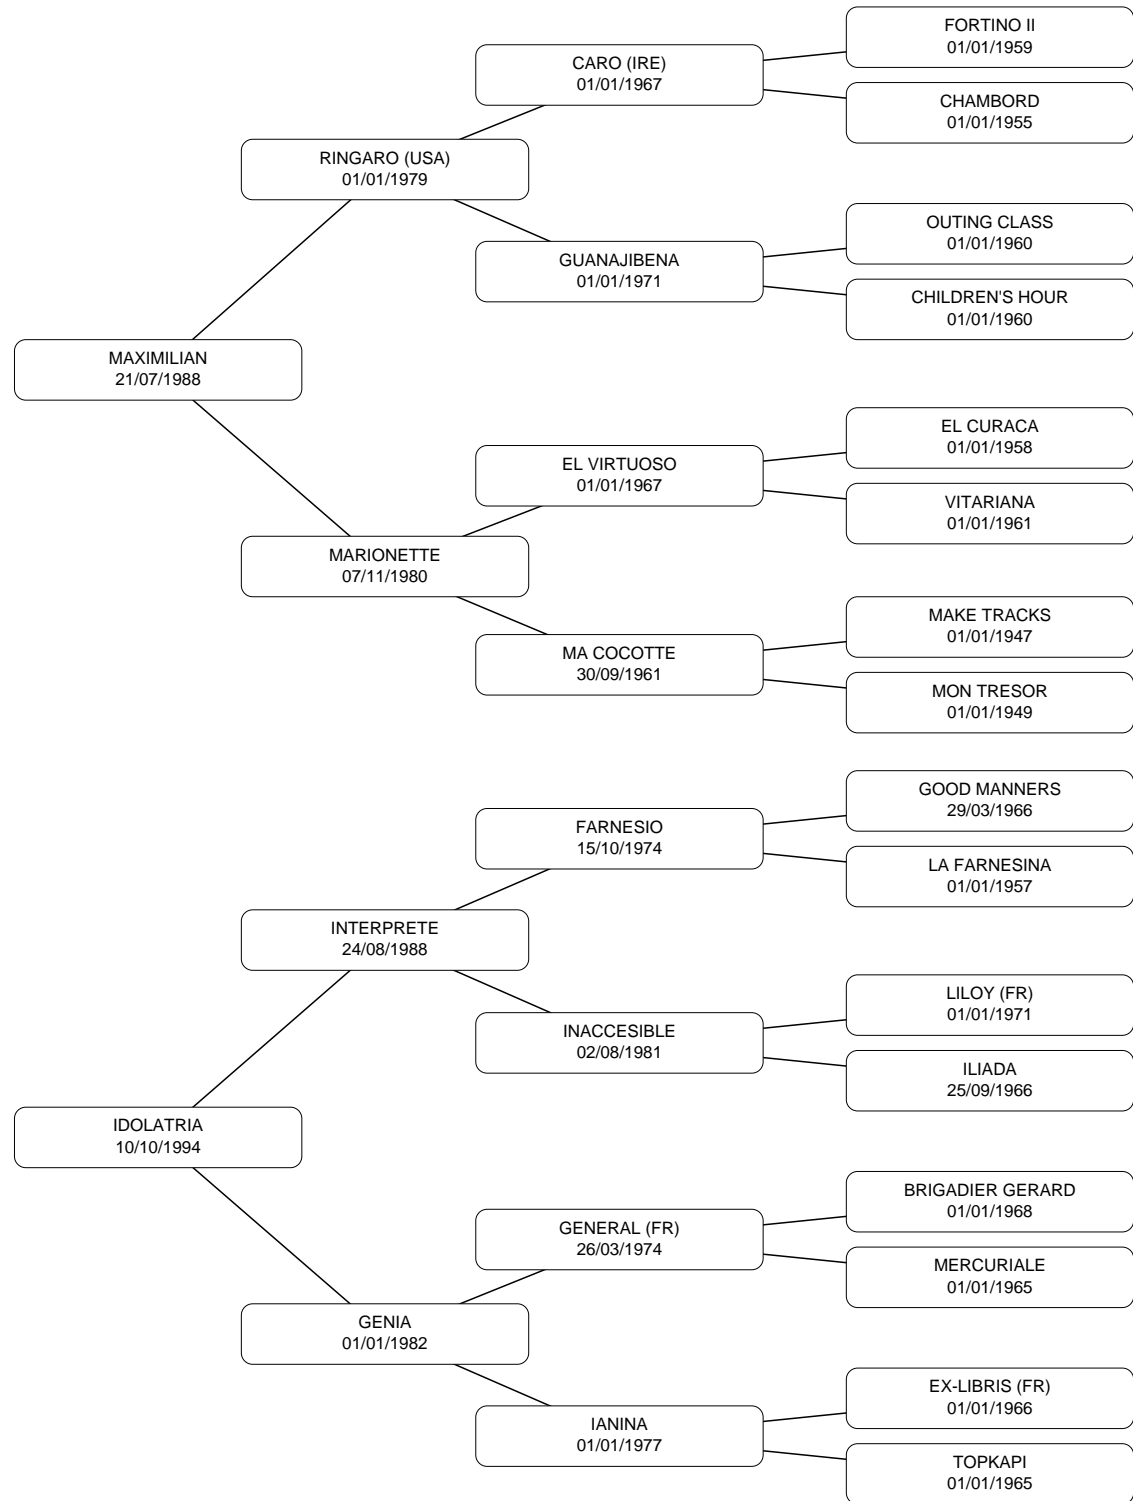 FORTINO II
01/01/1959
CARO (IRE)
01/01/1967
CHAMBORD
01/01/1955
RINGARO (USA)
01/01/1979
OUTING CLASS
01/01/1960
GUANAJIBENA
01/01/1971
CHILDREN'S HOUR
01/01/1960
MAXIMILIAN
21/07/1988
EL CURACA
01/01/1958
EL VIRTUOSO
01/01/1967
VITARIANA
01/01/1961
MARIONETTE
07/11/1980
MAKE TRACKS
01/01/1947
MA COCOTTE
30/09/1961
MON TRESOR
01/01/1949
GOOD MANNERS
29/03/1966
FARNESIO
15/10/1974
LA FARNESINA
01/01/1957
INTERPRETE
24/08/1988
LILOY (FR)
01/01/1971
INACCESIBLE
02/08/1981
ILIADA
25/09/1966
IDOLATRIA
10/10/1994
BRIGADIER GERARD
01/01/1968
GENERAL (FR)
26/03/1974
MERCURIALE
01/01/1965
GENIA
01/01/1982
EX-LIBRIS (FR)
01/01/1966
IANINA
01/01/1977
TOPKAPI
01/01/1965